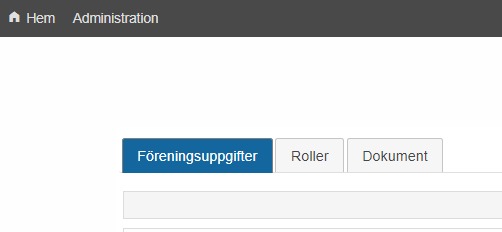 Hem Administration
Föreningsuppgifter Roller Dokument